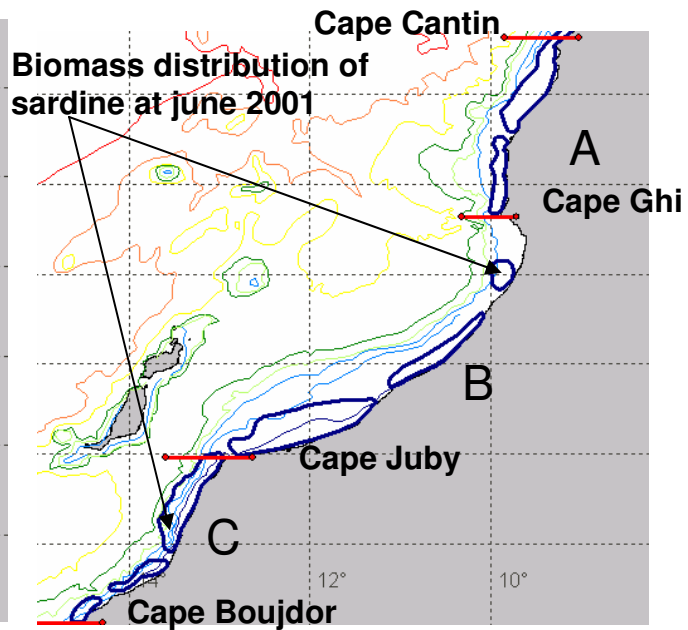 Cape Cantin
Biomass distribution of
sardine at june 2001
A
Cape Ghi
B
Cape Juby
C
12°
10°
Cape Boujdor